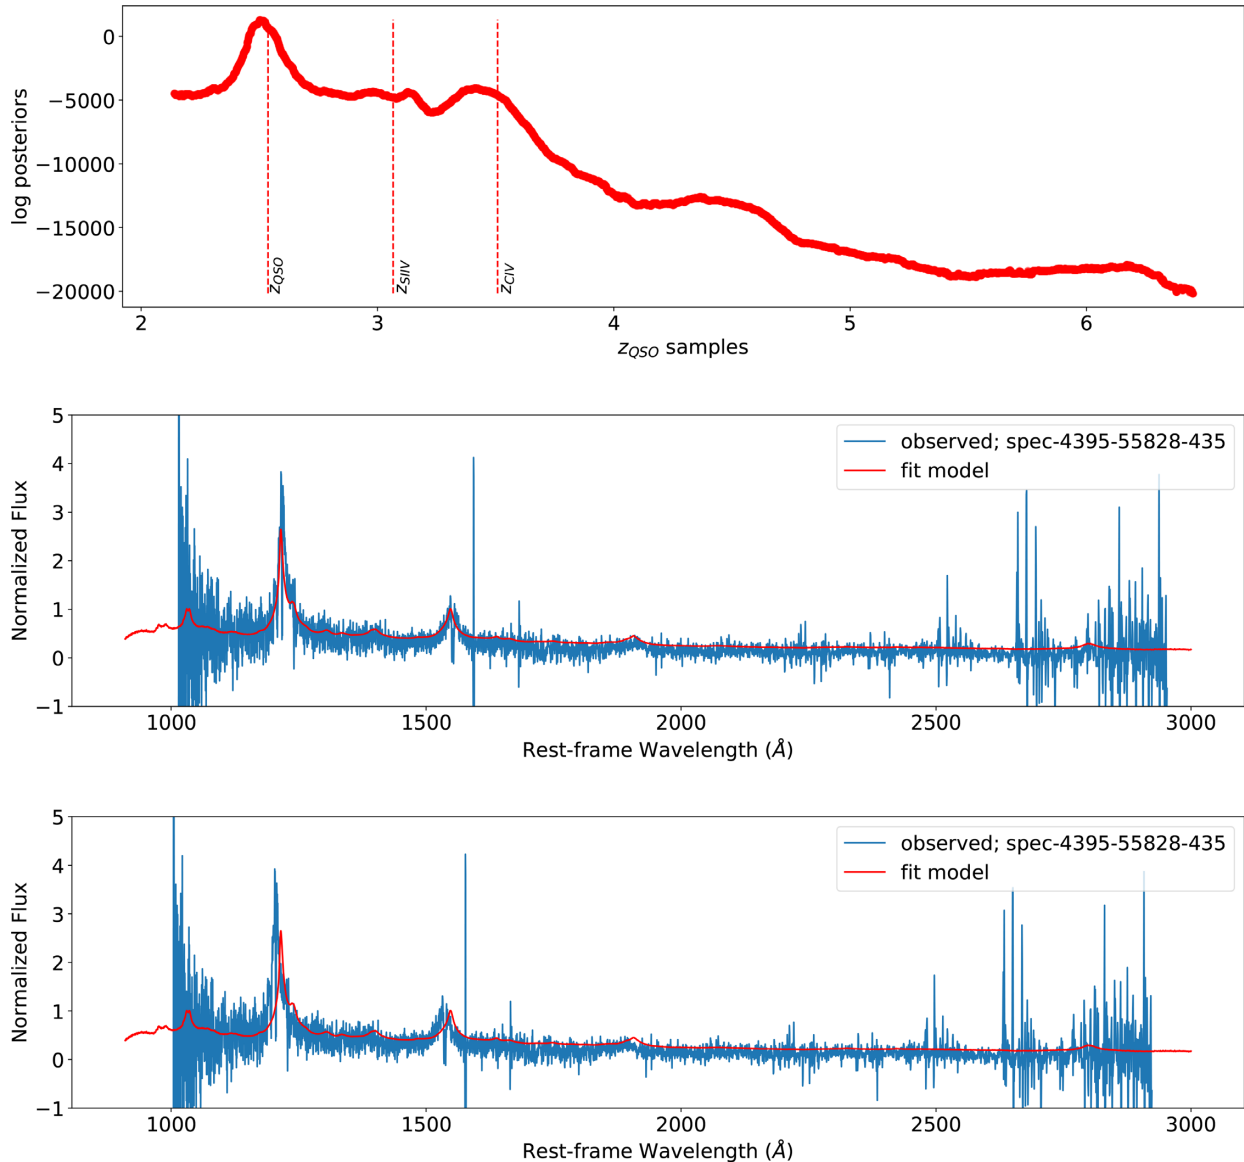 0
−5000
−10000
−15000
−20000
log posteriors
z_QSO
z_SIIV
z_CIV
2 3 4 5 6
z_QSO samples
5
4
3
2
1
0
−1
Normalized Flux
observed; spec-4395-55828-435
fit model
1000 1500 2000 2500 3000
Rest-frame Wavelength (Å)
5
4
3
2
1
0
−1
Normalized Flux
observed; spec-4395-55828-435
fit model
1000 1500 2000 2500 3000
Rest-frame Wavelength (Å)